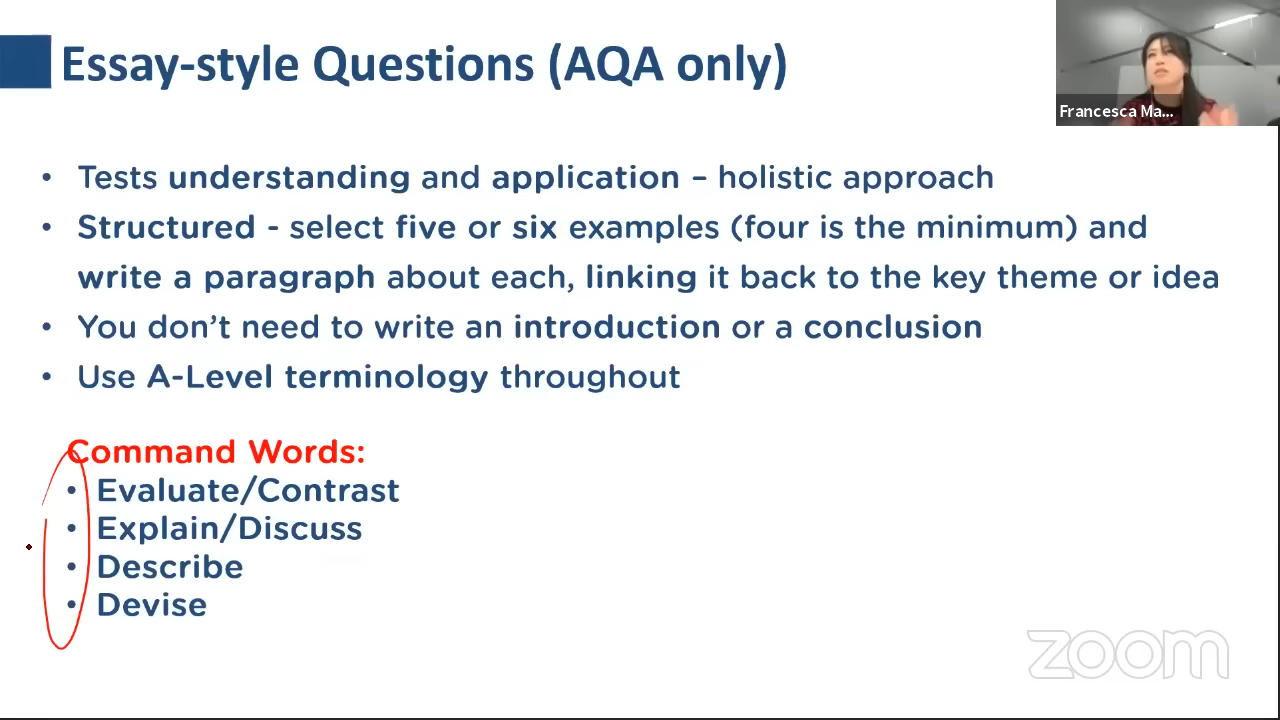 Essay-style Questions (AQA only)
Francesca Ma...
• Tests understanding and application – holistic approach
• Structured - select five or six examples (four is the minimum) and
write a paragraph about each, linking it back to the key theme or idea
• You don’t need to write an introduction or a conclusion
• Use A-Level terminology throughout
Command Words:
• Evaluate/Contrast
• Explain/Discuss
• Describe
• Devise
zoom